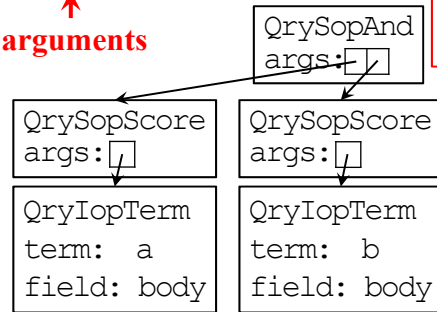 arguments
QrySopAnd
args:
QrySopScore
args:
QrySopScore
args:
QryIopTerm
term: a
field: body
QryIopTerm
term: b
field: body